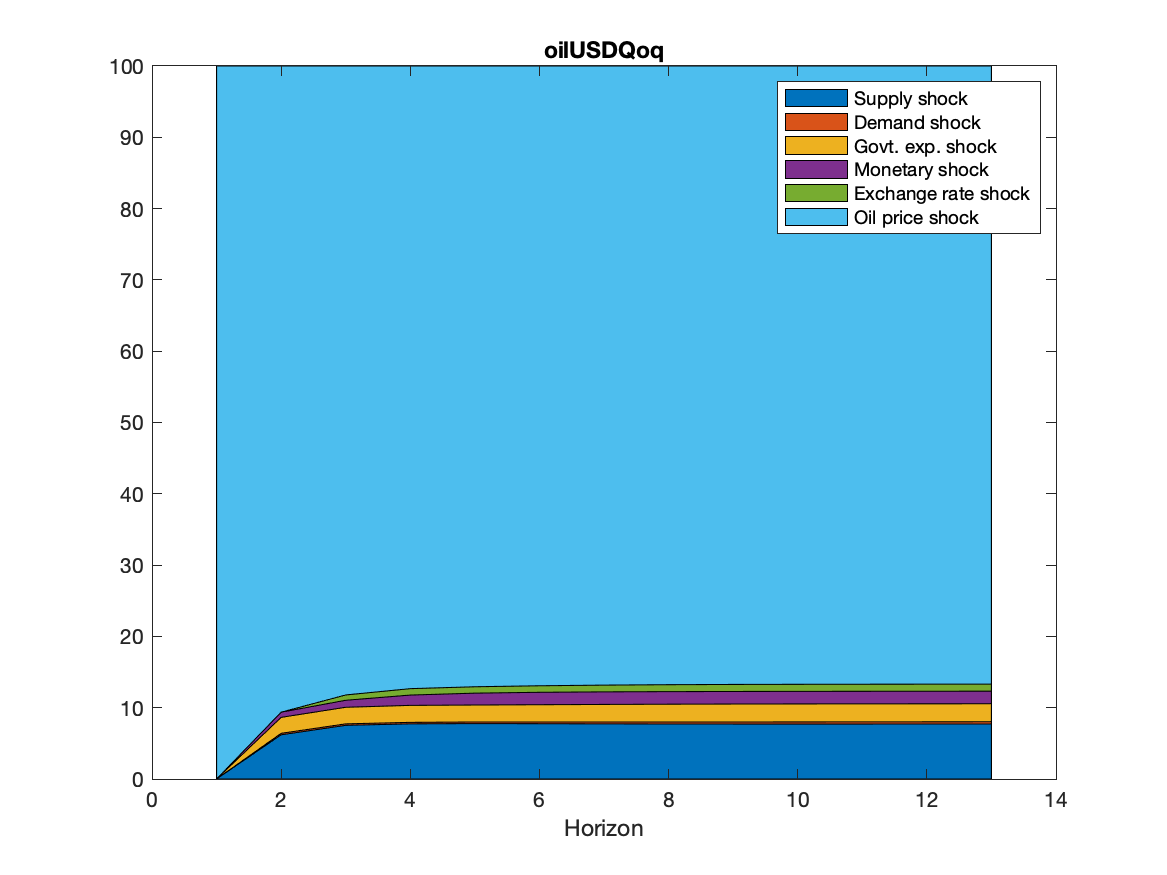 oilUSDQoq
100
90
80
70
60
50
40
30
20
10
0
Supply shock
Demand shock
Govt. exp. shock
Monetary shock
Exchange rate shock
Oil price shock
0 2 4 6 8 10 12 14
Horizon